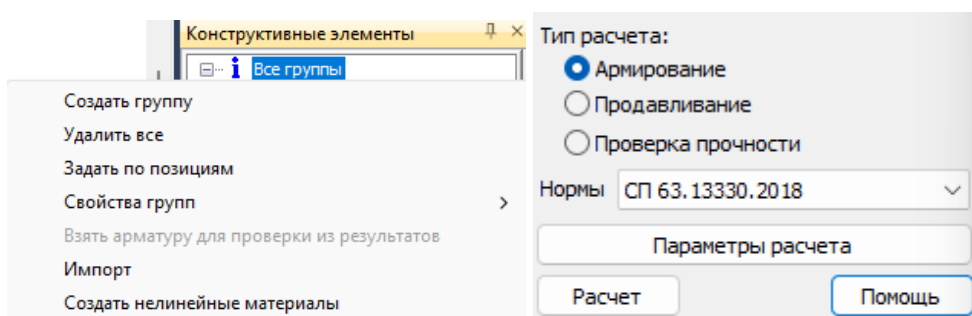 Конструктивные элементы
Все группы
Создать группу
Удалить все
Задать по позициям
Свойства групп
Взять арматуру для проверки из результатов
Импорт
Создать нелинейные материалы
Тип расчета:
Армирование
Продавливание
Проверка прочности
Нормы СП 63.13330.2018
Параметры расчета
Расчет Помощь